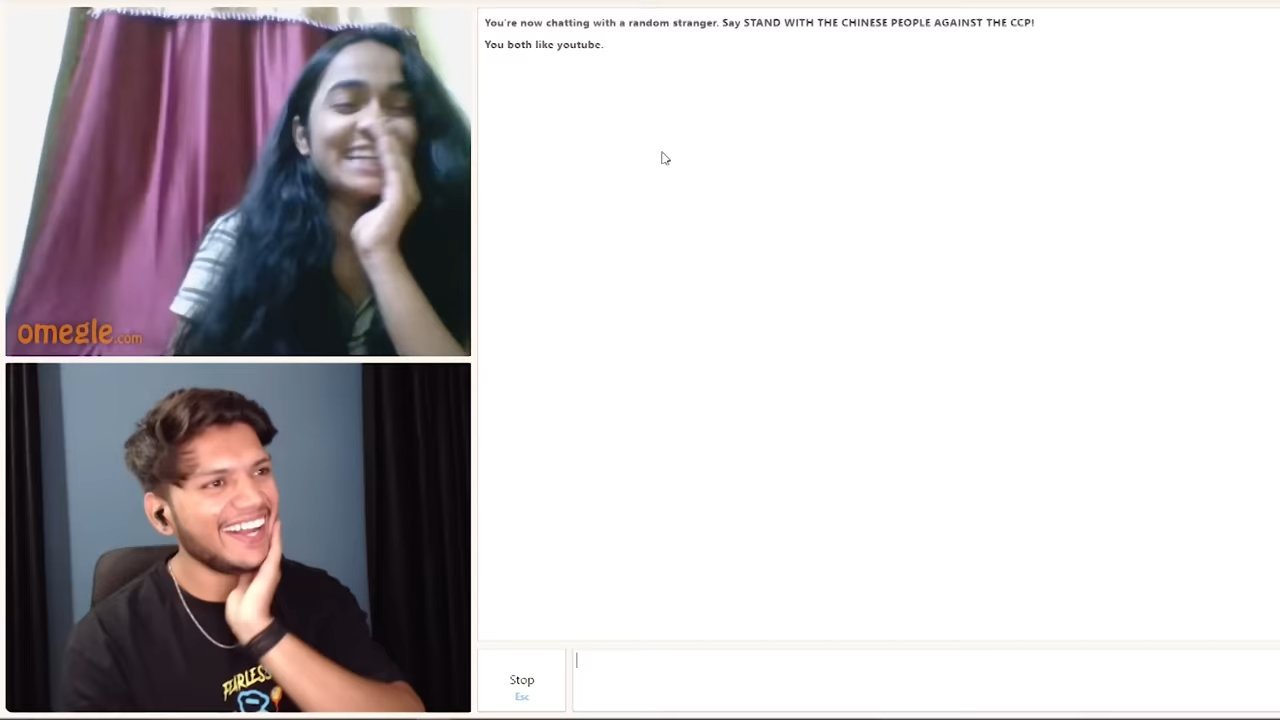 You're now chatting with a random stranger. Say STAND WITH THE CHINESE PEOPLE AGAINST THE CCP!
You both like youtube.
omegle.com
FEARLESS
Stop
Esc